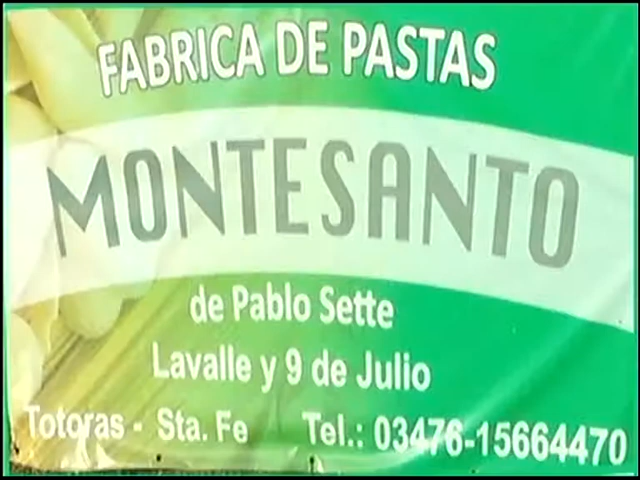 FABRICA DE PASTAS
MONTESANTO
de Pablo Sette
Lavalle y 9 de Julio
Totoras - Sta. Fe Tel.: 03476-15664470